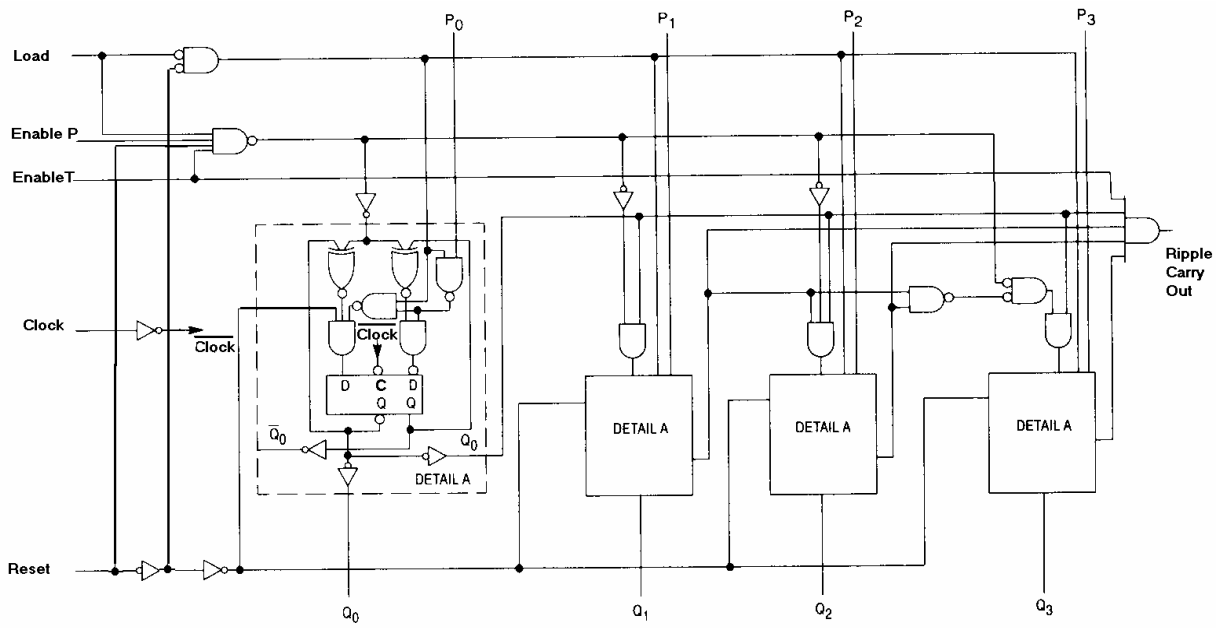 P0
P1
P2
P3
Load
Enable P
EnableT
Ripple
Carry
Out
Clock
Clock
Clock
D C D
Q Q
Q0
Q0
DETAIL A
DETAIL A
DETAIL A
DETAIL A
Reset
Q0
Q1
Q2
Q3